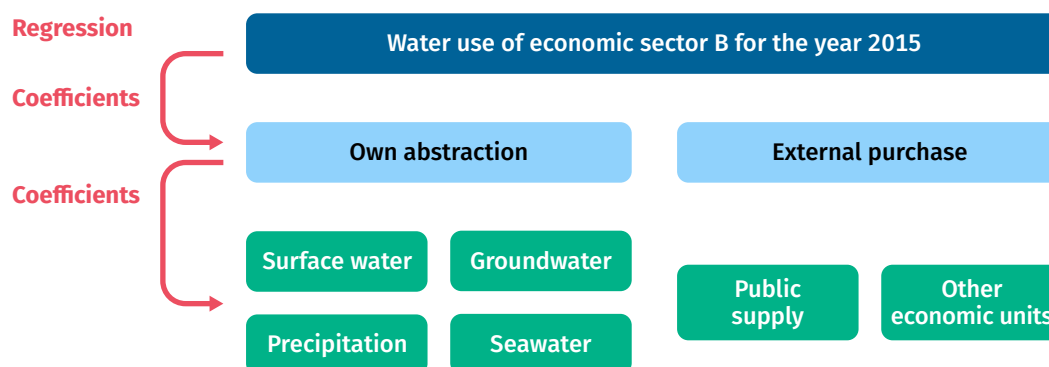 Regression
Water use of economic sector B for the year 2015
Coefficients
Own abstraction
External purchase
Coefficients
Surface water
Groundwater
Public
supply
Other
economic units
Precipitation
Seawater